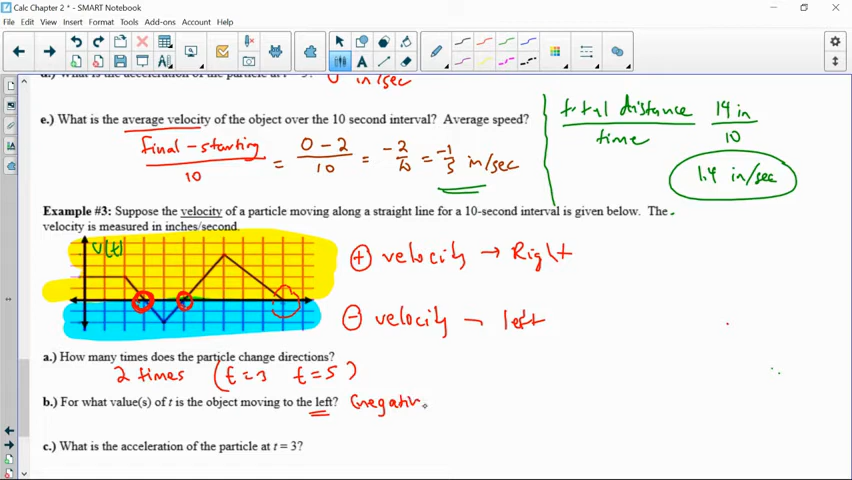 Calc Chapter 2 * - SMART Notebook
File Edit View Insert Format Tools Add-ons Account Help
0 in/sec
e.) What is the average velocity of the object over the 10 second interval? Average speed?
final - starting
10
= 0 - 2
10
= -2
10
= -1
5 in/sec
total distance
time
14 in
10
1.4 in/sec
Example #3: Suppose the velocity of a particle moving along a straight line for a 10-second interval is given below. The
velocity is measured in inches/second.
v(t)
+ velocity → Right
- velocity → left
a.) How many times does the particle change directions?
2 times (t=3 t=5)
b.) For what value(s) of t is the object moving to the left? (negativ
c.) What is the acceleration of the particle at t = 3?